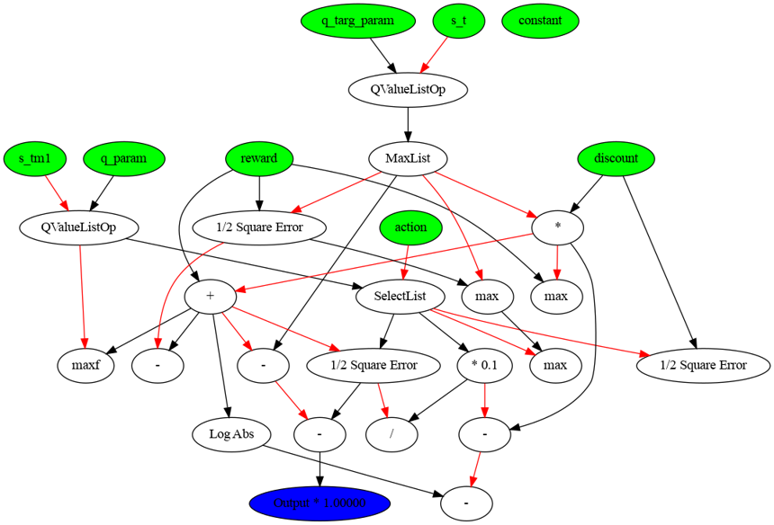 q_targ_param
s_t
constant
QValueListOp
s_tm1
q_param
reward
MaxList
discount
QValueListOp
1/2 Square Error
action
*
+
SelectList
max
max
maxf
-
-
1/2 Square Error
* 0.1
max
1/2 Square Error
Log Abs
-
/
-
Output * 1.00000
-